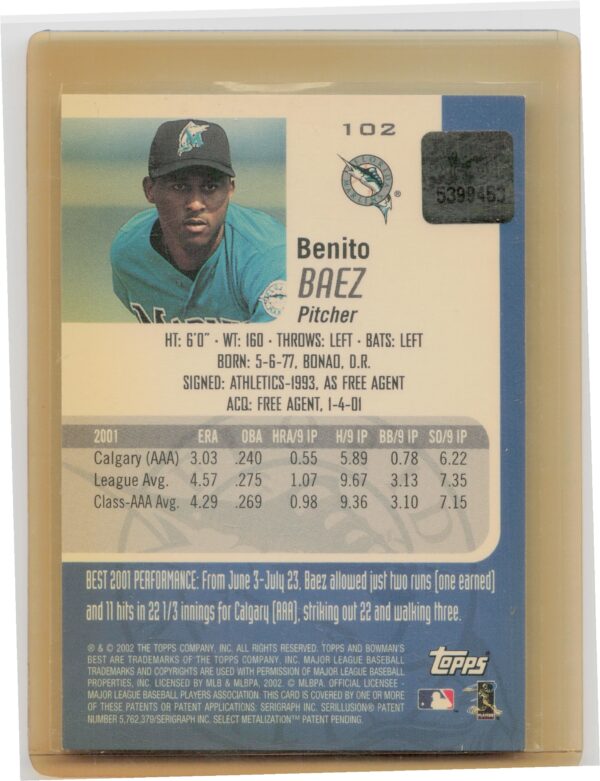 102
5399453
Benito
BAEZ
Pitcher
HT: 6'0" · WT: 160 · THROWS: LEFT · BATS: LEFT
BORN: 5-6-77, BONAO, D.R.
SIGNED: ATHLETICS-1993, AS FREE AGENT
ACQ: FREE AGENT, 1-4-01
2001 ERA OBA HRA/9 IP H/9 IP BB/9 IP SO/9 IP
Calgary (AAA) 3.03 .240 0.55 5.89 0.78 6.22
League Avg. 4.57 .275 1.07 9.67 3.13 7.35
Class-AAA Avg. 4.29 .269 0.98 9.36 3.10 7.15
BEST 2001 PERFORMANCE: From June 3-July 23, Baez allowed just two runs (one earned)
and 11 hits in 22 1/3 innings for Calgary (AAA), striking out 22 and walking three.
® & © 2002 THE TOPPS COMPANY, INC. ALL RIGHTS RESERVED. TOPPS AND BOWMAN'S
BEST ARE TRADEMARKS OF THE TOPPS COMPANY, INC. MAJOR LEAGUE BASEBALL
TRADEMARKS AND COPYRIGHTS ARE USED WITH PERMISSION OF MAJOR LEAGUE BASEBALL
PROPERTIES, INC. LICENSED BY MLB & MLBPA, 2002. © MLBPA. OFFICIAL LICENSEE -
MAJOR LEAGUE BASEBALL PLAYERS ASSOCIATION. THIS CARD IS COVERED BY ONE OR MORE
OF THESE PATENTS OR PATENT APPLICATIONS. SERIGRAPH INC. SERILLUSION® PATENT
NUMBER 5,762,379/SERIGRAPH INC. SELECT METALIZATION™ PATENT PENDING.
TOPPS